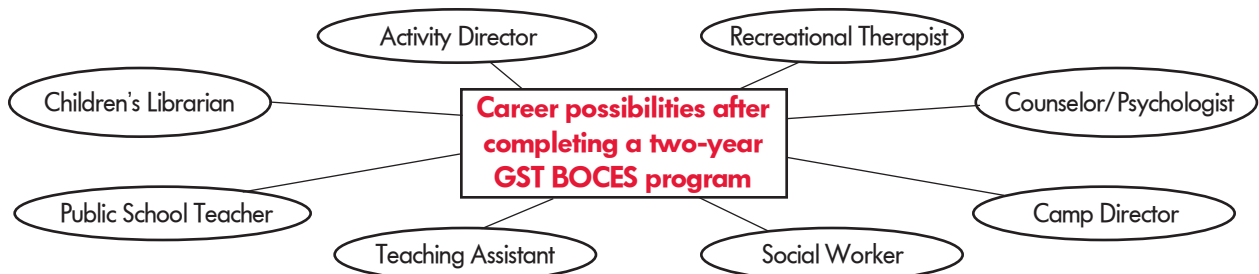 Activity Director
Recreational Therapist
Children's Librarian
Career possibilities after
completing a two-year
GST BOCES program
Counselor/Psychologist
Public School Teacher
Camp Director
Teaching Assistant
Social Worker